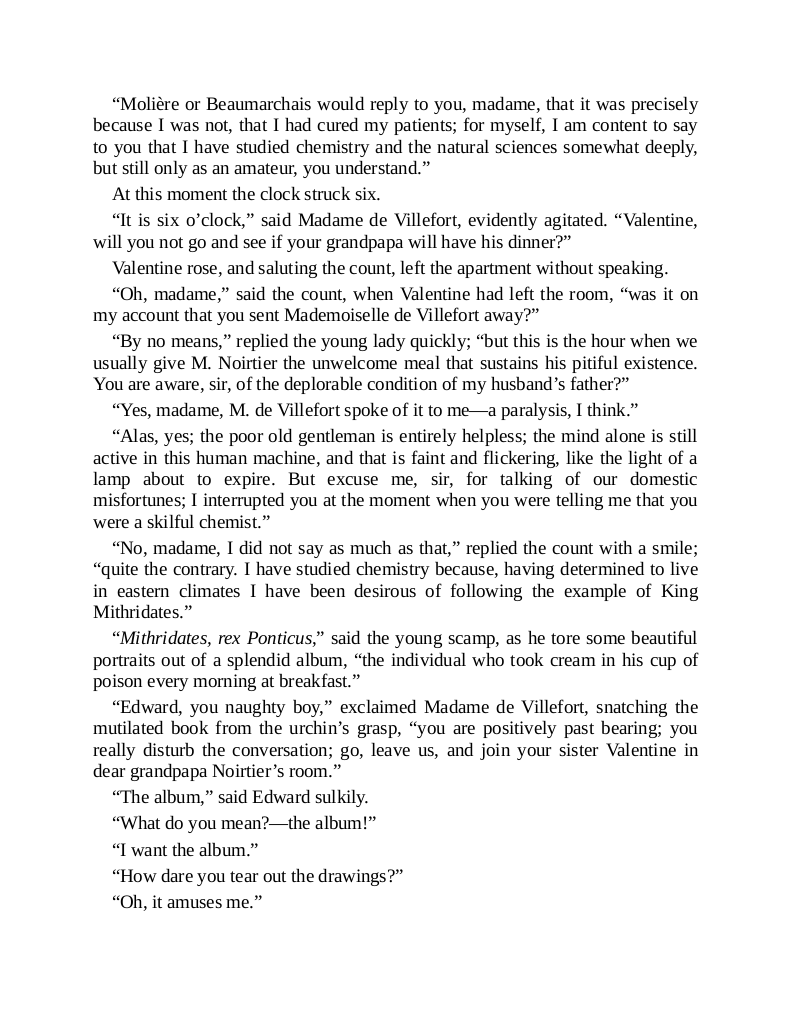 “Molière or Beaumarchais would reply to you, madame, that it was precisely
because I was not, that I had cured my patients; for myself, I am content to say
to you that I have studied chemistry and the natural sciences somewhat deeply,
but still only as an amateur, you understand.”
At this moment the clock struck six.
“It is six o’clock,” said Madame de Villefort, evidently agitated. “Valentine,
will you not go and see if your grandpapa will have his dinner?”
Valentine rose, and saluting the count, left the apartment without speaking.
“Oh, madame,” said the count, when Valentine had left the room, “was it on
my account that you sent Mademoiselle de Villefort away?”
“By no means,” replied the young lady quickly; “but this is the hour when we
usually give M. Noirtier the unwelcome meal that sustains his pitiful existence.
You are aware, sir, of the deplorable condition of my husband’s father?”
“Yes, madame, M. de Villefort spoke of it to me—a paralysis, I think.”
“Alas, yes; the poor old gentleman is entirely helpless; the mind alone is still
active in this human machine, and that is faint and flickering, like the light of a
lamp about to expire. But excuse me, sir, for talking of our domestic
misfortunes; I interrupted you at the moment when you were telling me that you
were a skilful chemist.”
“No, madame, I did not say as much as that,” replied the count with a smile;
“quite the contrary. I have studied chemistry because, having determined to live
in eastern climates I have been desirous of following the example of King
Mithridates.”
“Mithridates, rex Ponticus,” said the young scamp, as he tore some beautiful
portraits out of a splendid album, “the individual who took cream in his cup of
poison every morning at breakfast.”
“Edward, you naughty boy,” exclaimed Madame de Villefort, snatching the
mutilated book from the urchin’s grasp, “you are positively past bearing; you
really disturb the conversation; go, leave us, and join your sister Valentine in
dear grandpapa Noirtier’s room.”
“The album,” said Edward sulkily.
“What do you mean?—the album!”
“I want the album.”
“How dare you tear out the drawings?”
“Oh, it amuses me.”